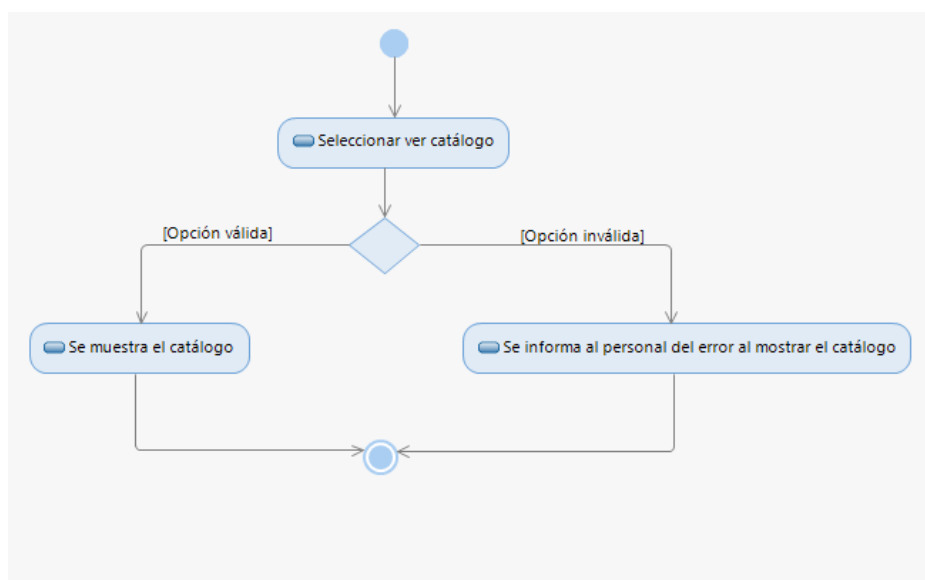 Seleccionar ver catálogo
[Opción válida]
[Opción inválida]
Se muestra el catálogo
Se informa al personal del error al mostrar el catálogo